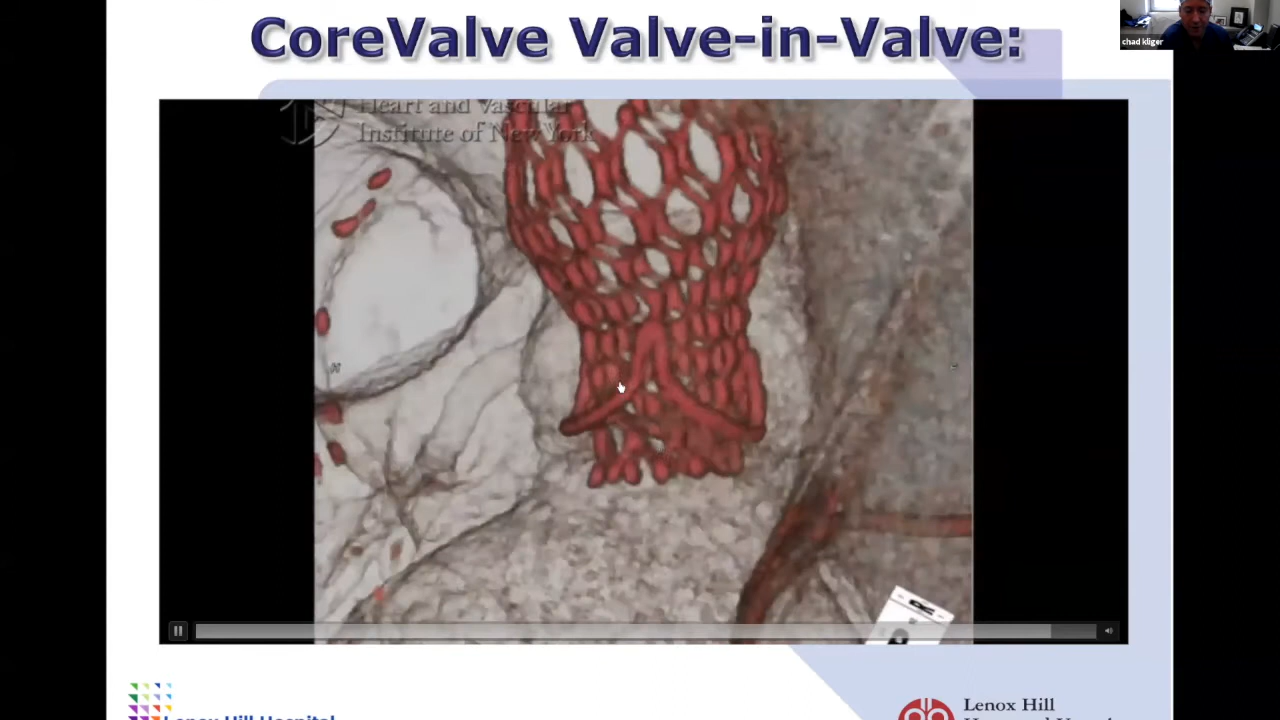 CoreValve Valve-in-Valve:
chad kliger
Heart and Vascular
Institute of New York
Lenox Hill Hospital
Lenox Hill